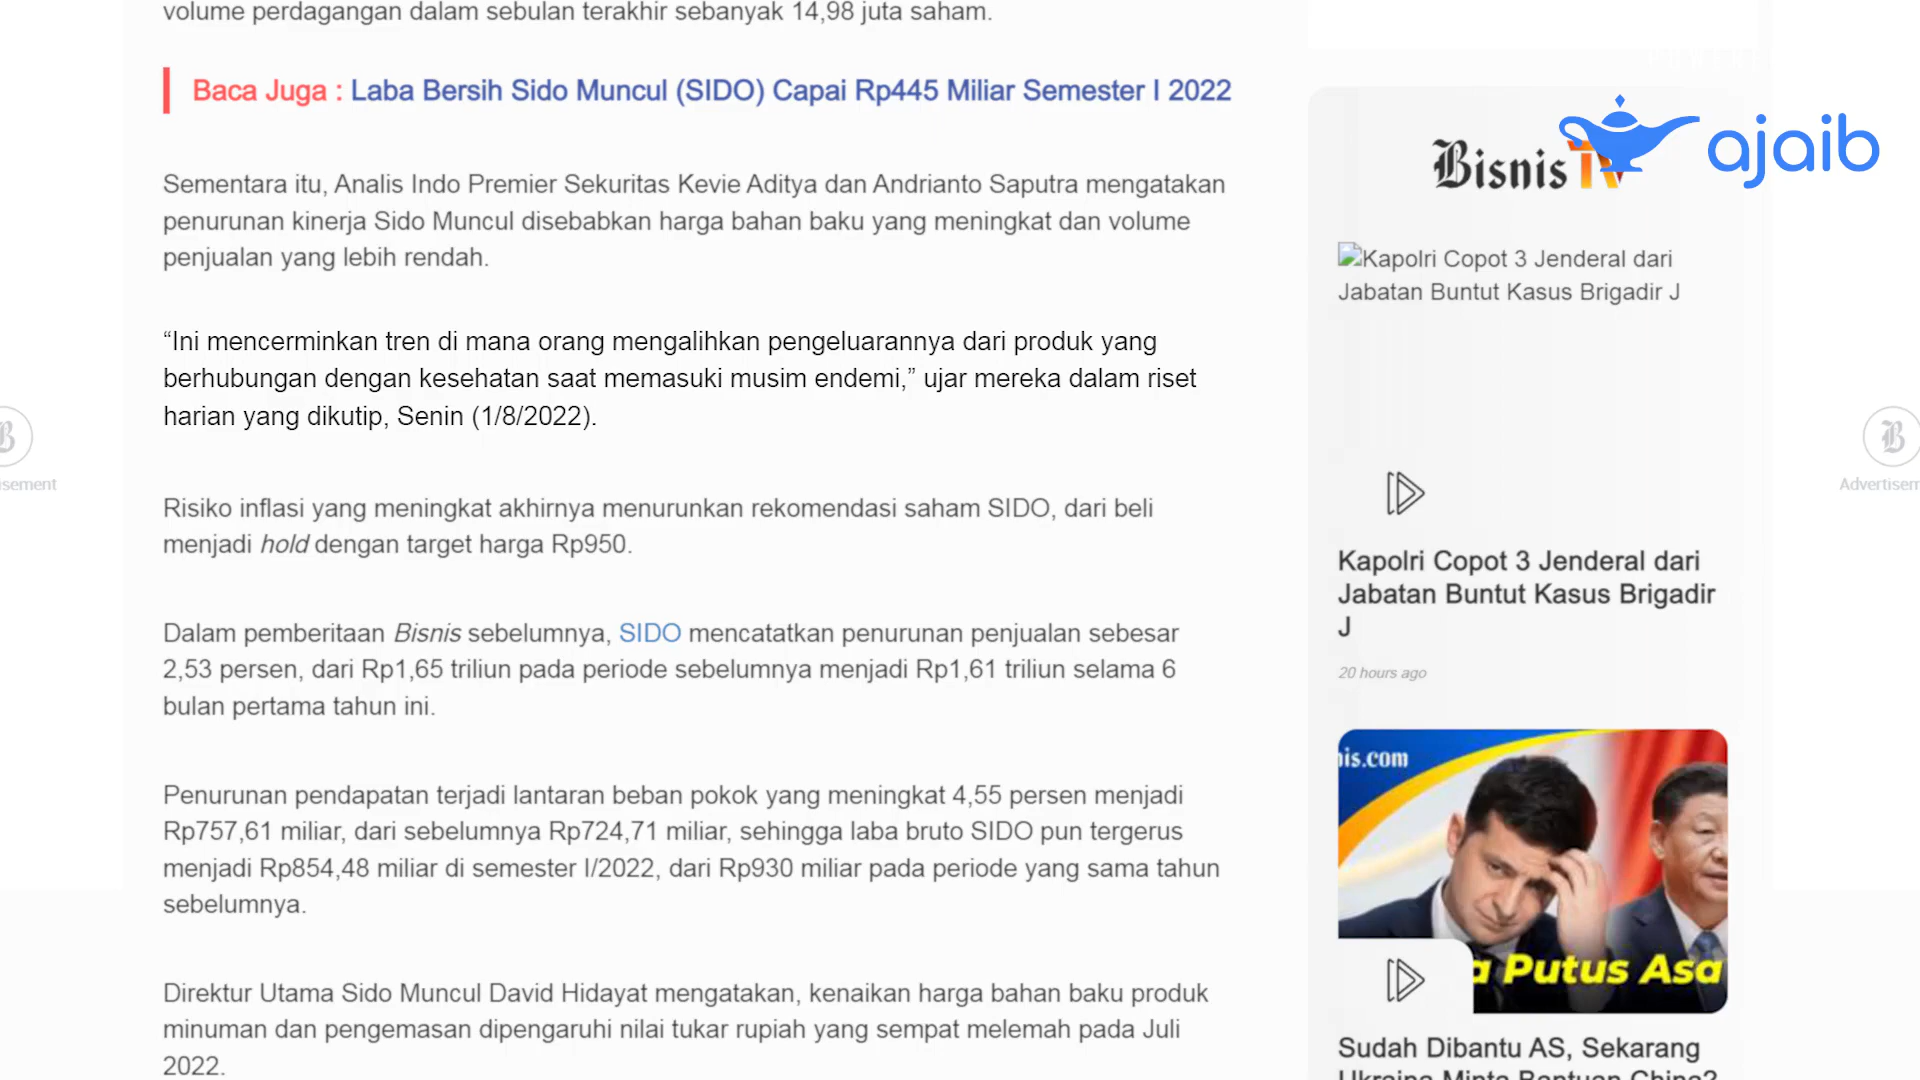 volume perdagangan dalam sebulan terakhir sebanyak 14,98 juta saham.
Baca Juga : Laba Bersih Sido Muncul (SIDO) Capai Rp445 Miliar Semester I 2022
Sementara itu, Analis Indo Premier Sekuritas Kevie Aditya dan Andrianto Saputra mengatakan
penurunan kinerja Sido Muncul disebabkan harga bahan baku yang meningkat dan volume
penjualan yang lebih rendah.
“Ini mencerminkan tren di mana orang mengalihkan pengeluarannya dari produk yang
berhubungan dengan kesehatan saat memasuki musim endemi,” ujar mereka dalam riset
harian yang dikutip, Senin (1/8/2022).
Risiko inflasi yang meningkat akhirnya menurunkan rekomendasi saham SIDO, dari beli
menjadi hold dengan target harga Rp950.
Dalam pemberitaan Bisnis sebelumnya, SIDO mencatatkan penurunan penjualan sebesar
2,53 persen, dari Rp1,65 triliun pada periode sebelumnya menjadi Rp1,61 triliun selama 6
bulan pertama tahun ini.
Penurunan pendapatan terjadi lantaran beban pokok yang meningkat 4,55 persen menjadi
Rp757,61 miliar, dari sebelumnya Rp724,71 miliar, sehingga laba bruto SIDO pun tergerus
menjadi Rp854,48 miliar di semester I/2022, dari Rp930 miliar pada periode yang sama tahun
sebelumnya.
Direktur Utama Sido Muncul David Hidayat mengatakan, kenaikan harga bahan baku produk
minuman dan pengemasan dipengaruhi nilai tukar rupiah yang sempat melemah pada Juli
2022.
B
isement
Bisnis TV
ajaib
Kapolri Copot 3 Jenderal dari
Jabatan Buntut Kasus Brigadir J
Kapolri Copot 3 Jenderal dari
Jabatan Buntut Kasus Brigadir
J
20 hours ago
nis.com
a Putus Asa
Sudah Dibantu AS, Sekarang
Ukraina Minta Bantuan China?
B
Advertisem